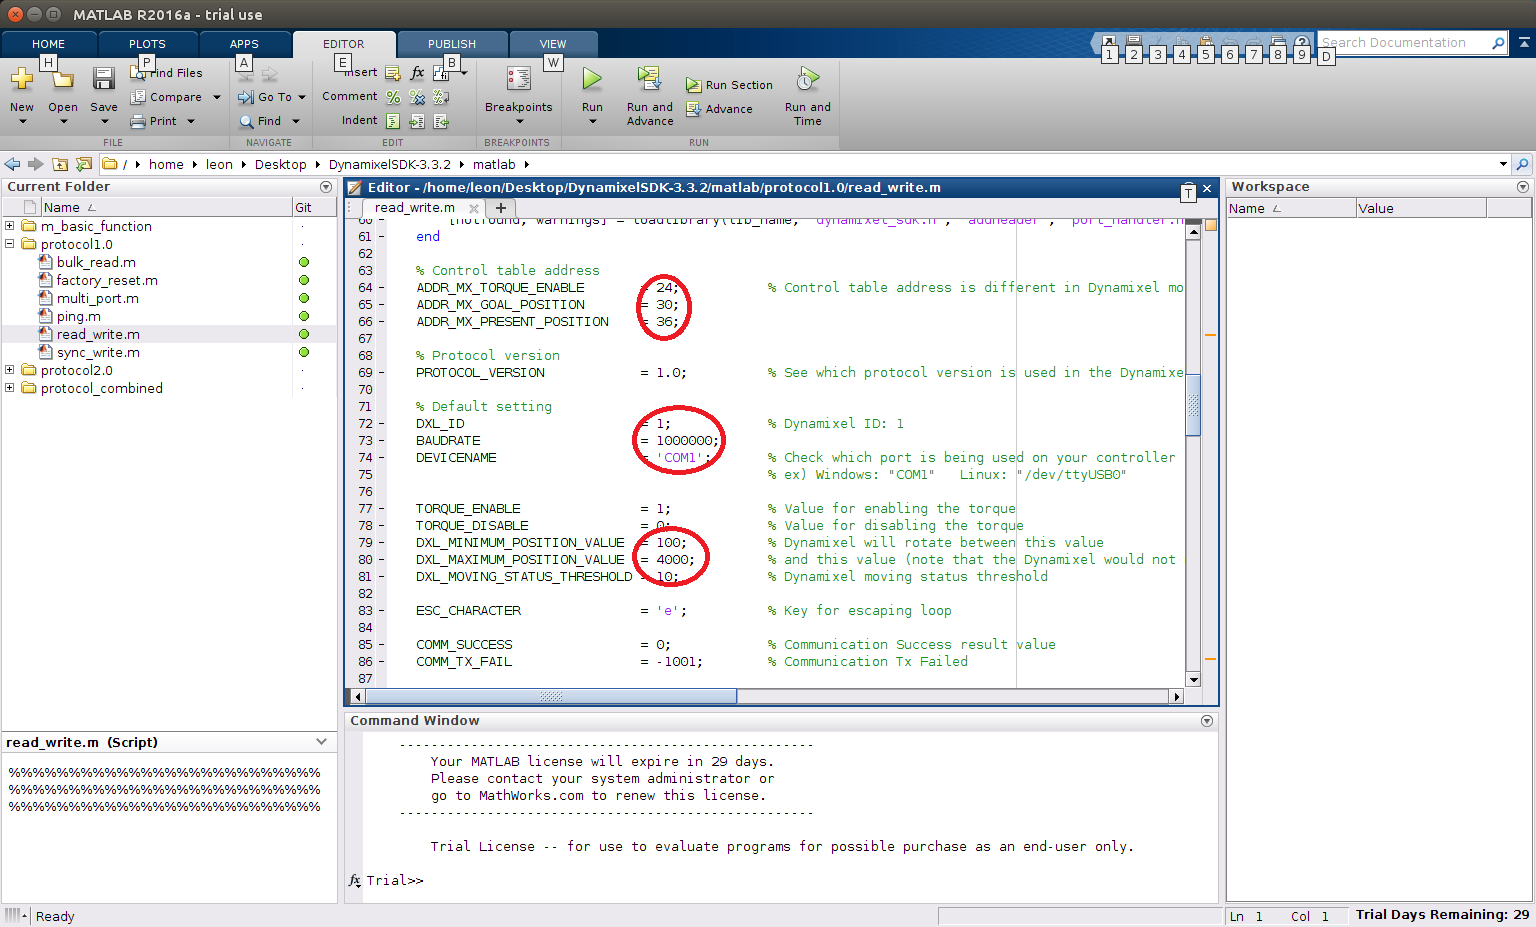 MATLAB R2016a - trial use
HOME PLOTS APPS EDITOR PUBLISH VIEW
Search Documentation
H P A E B W 1 2 3 4 5 6 7 8 9 D
New Open Save
Find Files
Compare
Print
FILE
Go To
Find
NAVIGATE
Insert fx
Comment
Indent
EDIT
Breakpoints
BREAKPOINTS
Run
Run and Advance
Run Section
Advance
Run and Time
RUN
/ home leon Desktop DynamixelSDK-3.3.2 matlab
Current Folder
Name Git
m_basic_function
protocol1.0
bulk_read.m
factory_reset.m
multi_port.m
ping.m
read_write.m
sync_write.m
protocol2.0
protocol_combined
read_write.m (Script)
%%%%%%%%%%%%%%%%%%%%%%%%%%
%%%%%%%%%%%%%%%%%%%%%%%%%%
%%%%%%%%%%%%%%%%%%%%%%%%%%
Editor - /home/leon/Desktop/DynamixelSDK-3.3.2/matlab/protocol1.0/read_write.m
T
read_write.m
60 [notfound, warnings] = loadlibrary(lib_name, 'dynamixel_sdk.h', 'addheader', 'port_handler.h
61 - end
62
63 % Control table address
64 - ADDR_MX_TORQUE_ENABLE = 24; % Control table address is different in Dynamixel mo
65 - ADDR_MX_GOAL_POSITION = 30;
66 - ADDR_MX_PRESENT_POSITION = 36;
67
68 % Protocol version
69 - PROTOCOL_VERSION = 1.0; % See which protocol version is used in the Dynamixe
70
71 % Default setting
72 - DXL_ID = 1; % Dynamixel ID: 1
73 - BAUDRATE = 1000000;
74 - DEVICENAME = 'COM1'; % Check which port is being used on your controller
75 % ex) Windows: "COM1" Linux: "/dev/ttyUSB0"
76
77 - TORQUE_ENABLE = 1; % Value for enabling the torque
78 - TORQUE_DISABLE = 0; % Value for disabling the torque
79 - DXL_MINIMUM_POSITION_VALUE = 100; % Dynamixel will rotate between this value
80 - DXL_MAXIMUM_POSITION_VALUE = 4000; % and this value (note that the Dynamixel would not
81 - DXL_MOVING_STATUS_THRESHOLD = 10; % Dynamixel moving status threshold
82
83 - ESC_CHARACTER = 'e'; % Key for escaping loop
84
85 - COMM_SUCCESS = 0; % Communication Success result value
86 - COMM_TX_FAIL = -1001; % Communication Tx Failed
87
Command Window
----------------------------------------------------
Your MATLAB license will expire in 29 days.
Please contact your system administrator or
go to MathWorks.com to renew this license.
----------------------------------------------------
Trial License -- for use to evaluate programs for possible purchase as an end-user only.
fx Trial>>
Workspace
Name Value
Ready
Ln 1 Col 1
Trial Days Remaining: 29